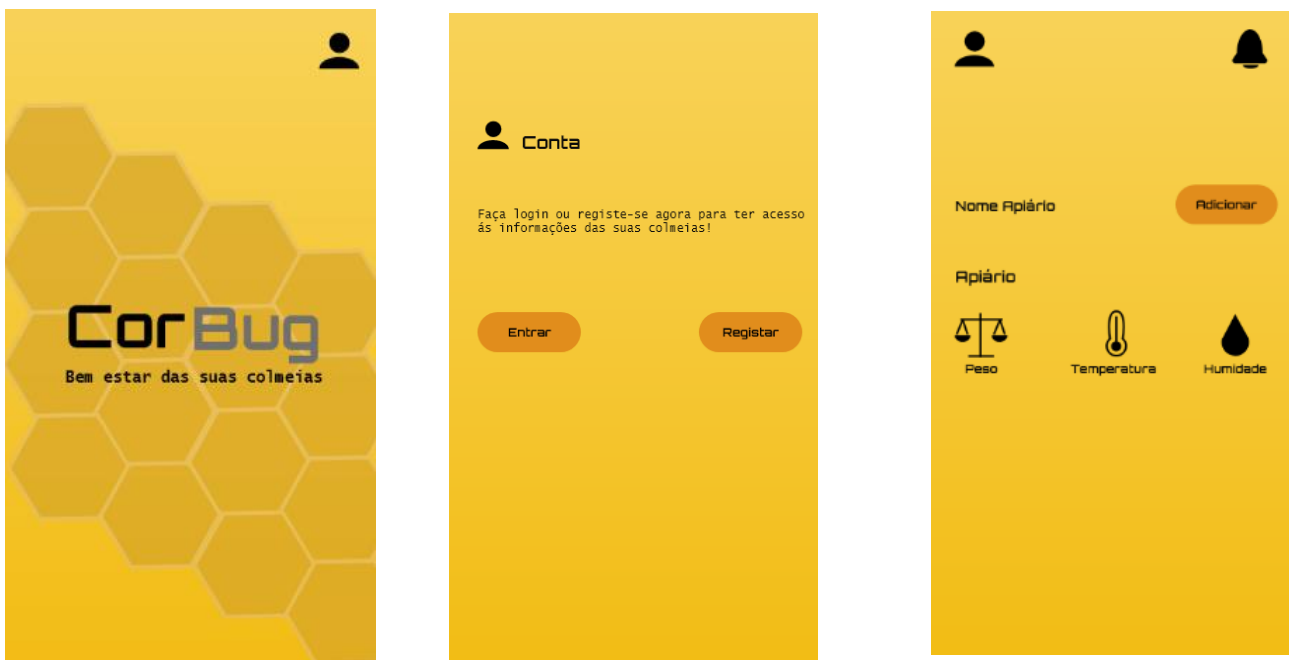 CorBug
Bem estar das suas colmeias
Conta
Faça login ou registe-se agora para ter acesso
ás informações das suas colmeias!
Entrar
Registar
Nome Apiário
Adicionar
Apiário
Peso
Temperatura
Humidade